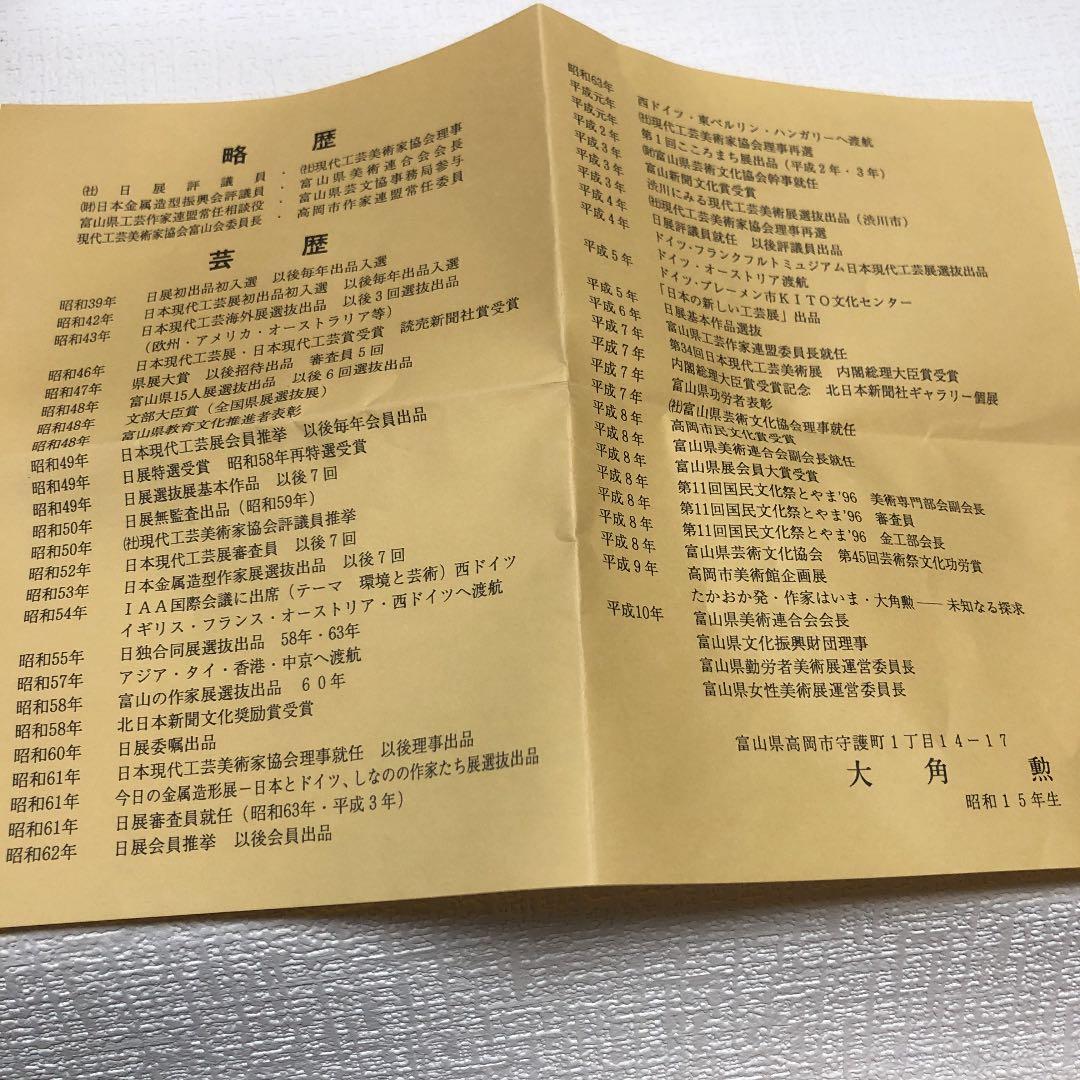 略 歴
㈳日展評議員・㈳現代工芸美術家協会理事
㈶日本金属造型振興会評議員・富山県美術連合会会長
富山県工芸作家連盟常任相談役・富山県芸文協事務局参与
現代工芸美術家協会富山会委員長・高岡市作家連盟常任委員
芸 歴
昭和39年 日展初出品初入選 以後毎年出品入選
昭和42年 日本現代工芸展初出品初入選 以後毎年出品入選
昭和43年 日本現代工芸海外展選抜出品 以後3回選抜出品
(欧州・アメリカ・オーストラリア等)
昭和46年 日本現代工芸展・日本現代工芸賞受賞 読売新聞社賞受賞
昭和47年 県展大賞 以後招待出品 審査員5回
昭和48年 富山県15人展選抜出品 以後6回選抜出品
昭和48年 文部大臣賞(全国県展選抜展)
昭和48年 富山県教育文化推進者表彰
昭和49年 日本現代工芸展会員推挙 以後毎年会員出品
昭和49年 日展特選受賞 昭和58年再特選受賞
昭和49年 日展選抜展基本作品 以後7回
昭和50年 日展無監査出品(昭和59年)
昭和50年 ㈳現代工芸美術家協会評議員推挙
昭和52年 日本現代工芸展審査員 以後7回
昭和53年 日本金属造型作家展選抜出品 以後7回
昭和54年 IAA国際会議に出席(テーマ 環境と芸術)西ドイツ
イギリス・フランス・オーストリア・西ドイツへ渡航
昭和55年 日独合同展選抜出品 58年・63年
昭和57年 アジア・タイ・香港・中京へ渡航
昭和58年 富山の作家展選抜出品 60年
昭和58年 北日本新聞文化奨励賞受賞
昭和60年 日展委嘱出品
昭和61年 日本現代工芸美術家協会理事就任 以後理事出品
昭和61年 今日の金属造形展−日本とドイツ、しなのの作家たち展選抜出品
昭和61年 日展審査員就任(昭和63年・平成3年)
昭和62年 日展会員推挙 以後会員出品
昭和63年 西ドイツ・東ベルリン・ハンガリーへ渡航
平成元年 ㈳現代工芸美術家協会理事再選
平成元年 第1回こころまち展出品(平成2年・3年)
平成2年 ㈶富山県芸術文化協会幹事就任
平成3年 富山新聞文化賞受賞
平成3年 渋川にみる現代工芸美術展選抜出品(渋川市)
平成3年 ㈳現代工芸美術家協会理事再選
平成4年 日展評議員就任 以後評議員出品
平成4年 ドイツ・フランクフルトミュジアム日本現代工芸展選抜出品
ドイツ・オーストリア渡航
平成5年 ドイツ・ブレーメン市KITO文化センター
「日本の新しい工芸展」出品
平成5年 日展基本作品選抜
平成6年 富山県工芸作家連盟委員長就任
平成7年 第34回日本現代工芸美術展 内閣総理大臣賞受賞
平成7年 内閣総理大臣賞受賞記念 北日本新聞社ギャラリー個展
平成7年 富山県功労者表彰
平成7年 ㈳富山県芸術文化協会理事就任
平成8年 高岡市民文化賞受賞
平成8年 富山県美術連合会副会長就任
平成8年 富山県展会員大賞受賞
平成8年 第11回国民文化祭とやま'96 美術専門部会副会長
平成8年 第11回国民文化祭とやま'96 審査員
平成8年 第11回国民文化祭とやま'96 金工部会長
平成8年 富山県芸術文化協会 第45回芸術祭文化功労賞
平成9年 高岡市美術館企画展
たかおか発・作家はいま・大角勲── 未知なる探求
平成10年 富山県美術連合会会長
富山県文化振興財団理事
富山県勤労者美術展運営委員長
富山県女性美術展運営委員長
富山県高岡市守護町1丁目14−17
大 角 勲
昭和15年生